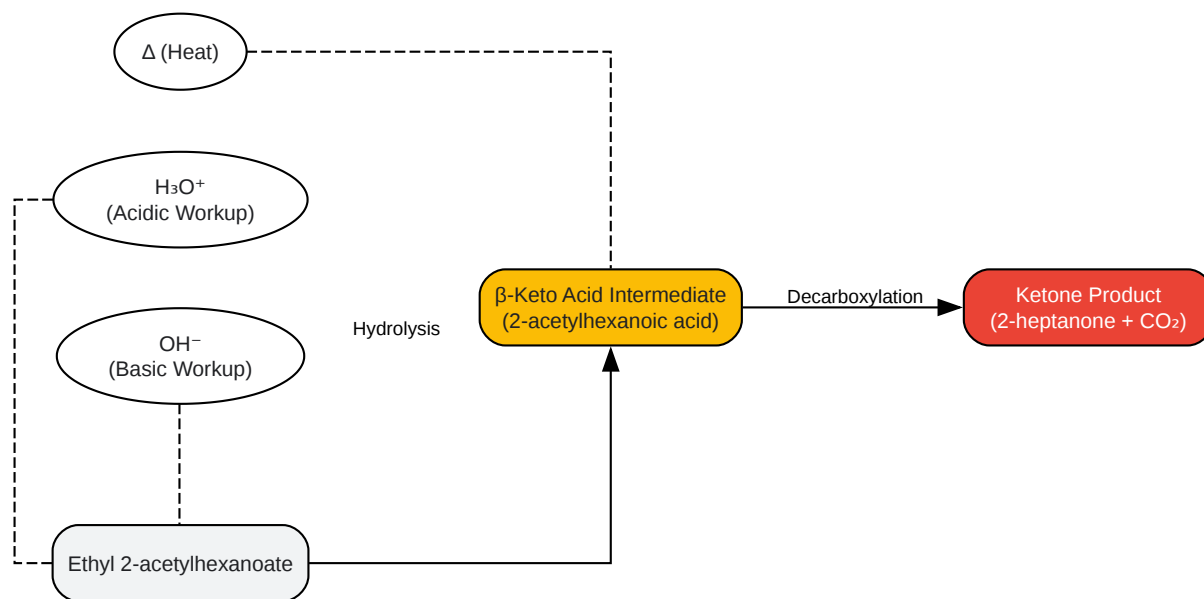 Δ (Heat)
H₃O⁺
(Acidic Workup)
OH⁻
(Basic Workup)
Hydrolysis
β-Keto Acid Intermediate
(2-acetylhexanoic acid)
Decarboxylation
Ketone Product
(2-heptanone + CO₂)
Ethyl 2-acetylhexanoate